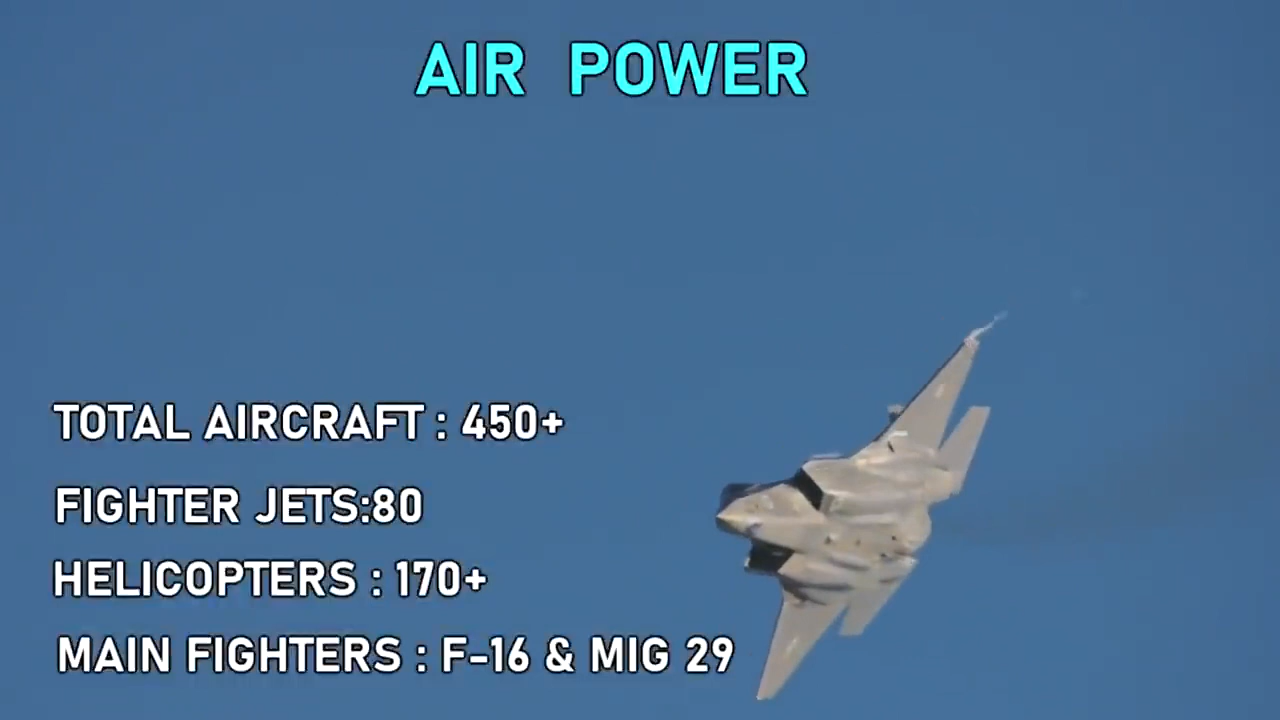 AIR POWER
TOTAL AIRCRAFT : 450+
FIGHTER JETS:80
HELICOPTERS : 170+
MAIN FIGHTERS : F-16 & MIG 29